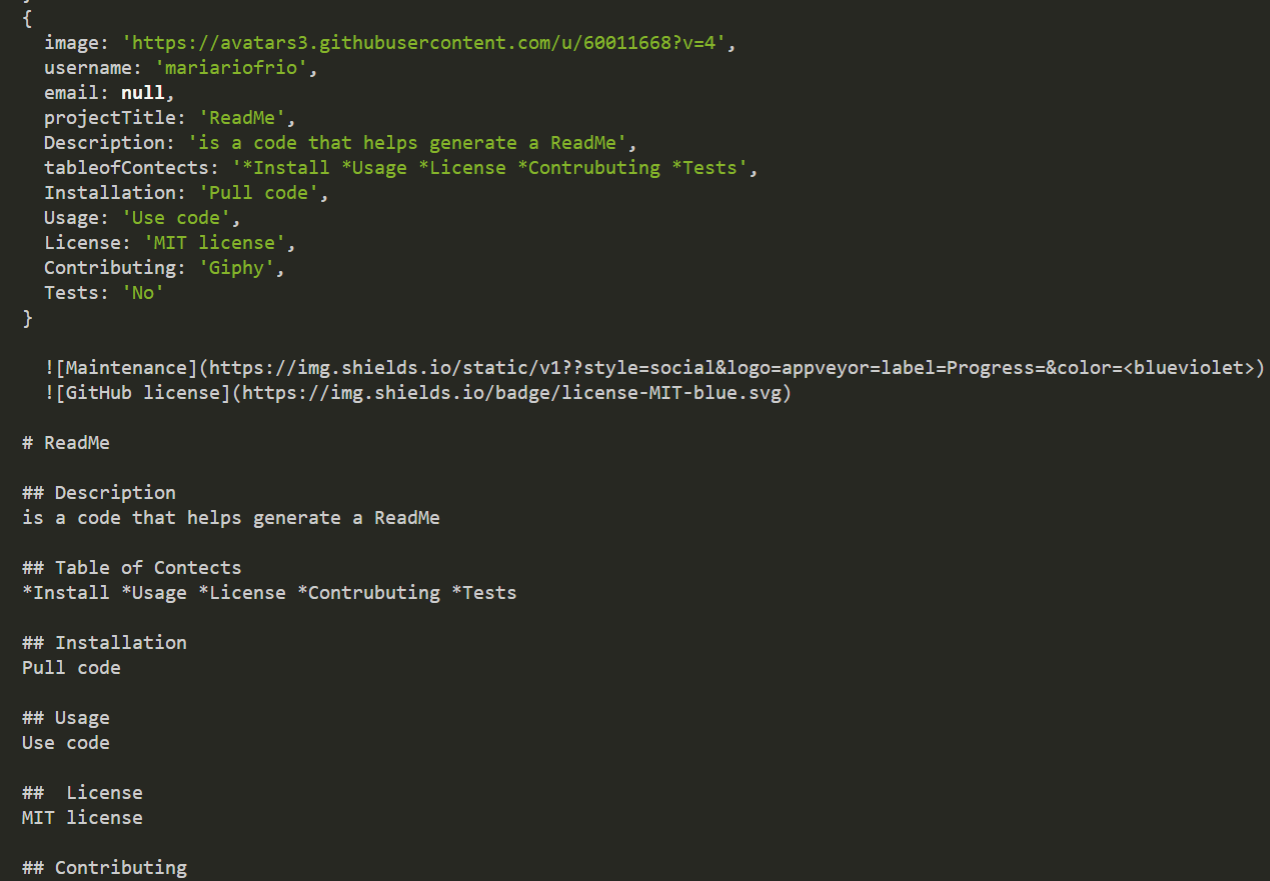 {
image: 'https://avatars3.githubusercontent.com/u/60011668?v=4',
username: 'mariariofrio',
email: null,
projectTitle: 'ReadMe',
Description: 'is a code that helps generate a ReadMe',
tableofContects: '*Install *Usage *License *Contrubuting *Tests',
Installation: 'Pull code',
Usage: 'Use code',
License: 'MIT license',
Contributing: 'Giphy',
Tests: 'No'
}
![Maintenance](https://img.shields.io/static/v1??style=social&logo=appveyor=label=Progress=&color=<blueviolet>)
![GitHub license](https://img.shields.io/badge/license-MIT-blue.svg)
# ReadMe
## Description
is a code that helps generate a ReadMe
## Table of Contects
*Install *Usage *License *Contrubuting *Tests
## Installation
Pull code
## Usage
Use code
##  License
MIT license
## Contributing